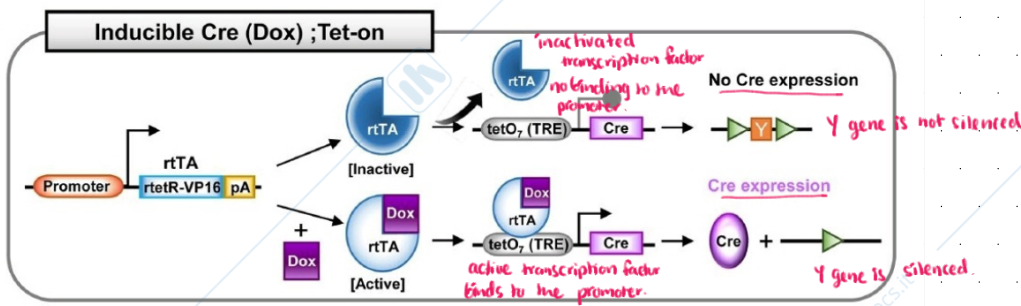 Inducible Cre (Dox) ;Tet-on
inactivated
transcription factor
no binding to the
promoter.
rtTA
No Cre expression
rtTA
tetO7 (TRE)
Cre
Y
Y gene is not silenced
[Inactive]
rtTA
Promoter
rtetR-VP16
pA
+
Dox
Dox
rtTA
[Active]
Dox
rtTA
tetO7 (TRE)
Cre
Cre expression
Cre
+
active transcription factor
binds to the promoter.
Y gene is silenced.